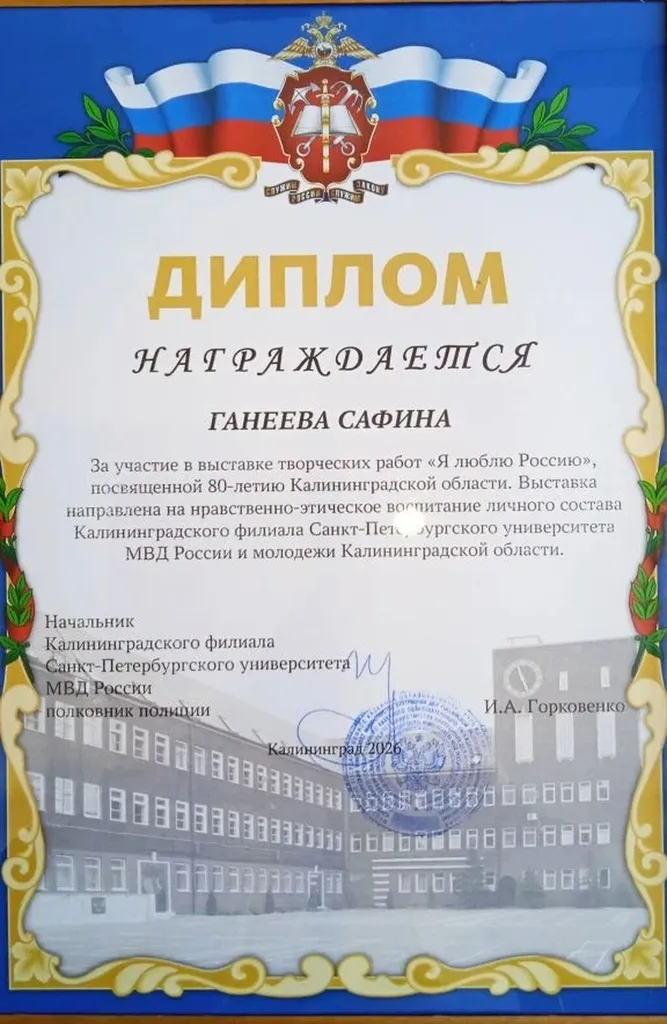 СЛУЖИМ РОССИИ СЛУЖИМ ЗАКОНУ
ДИПЛОМ
НАГРАЖДАЕТСЯ
ГАНЕЕВА САФИНА
За участие в выставке творческих работ «Я люблю Россию»,
посвященной 80-летию Калининградской области. Выставка
направлена на нравственно-этическое воспитание личного состава
Калининградского филиала Санкт-Петербургского университета
МВД России и молодежи Калининградской области.
Начальник
Калининградского филиала
Санкт-Петербургского университета
МВД России
полковник полиции
И.А. Горковенко
Калининград 2026